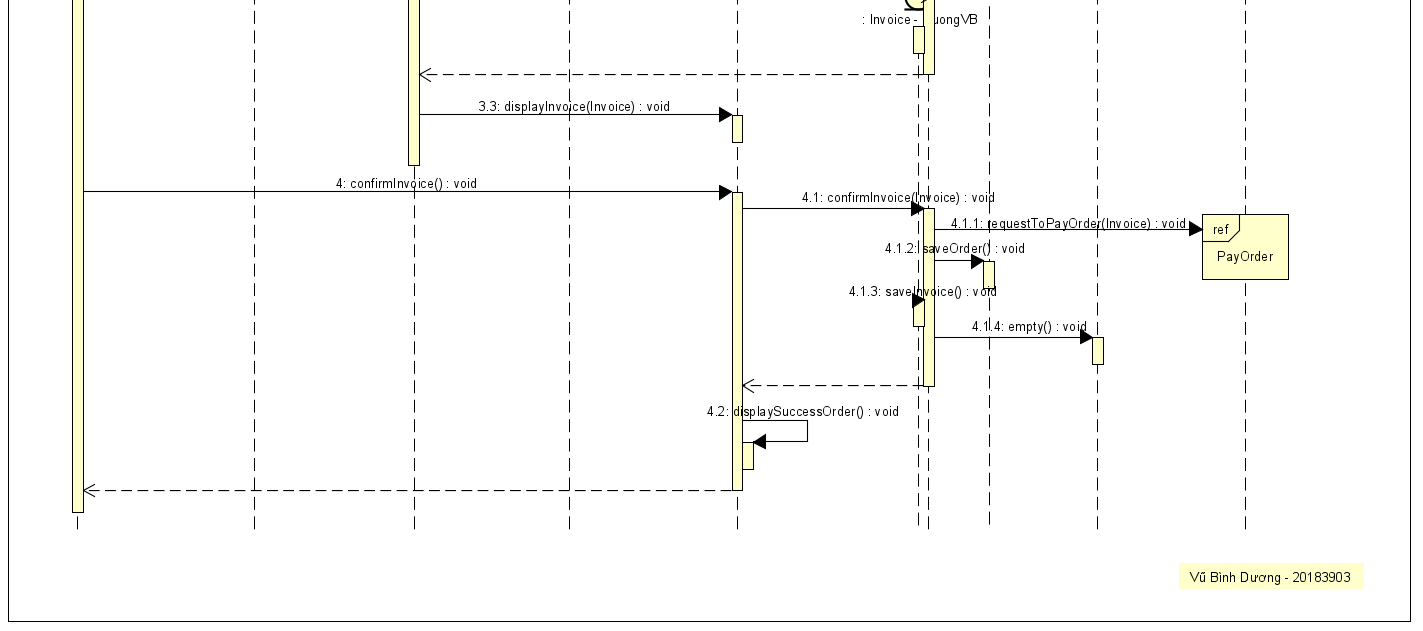 : Invoice - uongVB
3.3: displayInvoice(Invoice) : void
4: confirmInvoice() : void
4.1: confirmInvoice(Invoice) : void
4.1.1: requestToPayOrder(Invoice) : void
ref
4.1.2: saveOrder() : void
PayOrder
4.1.3: saveInvoice() : void
4.1.4: empty() : void
4.2: displaySuccessOrder() : void
Vũ Bình Dương - 20183903